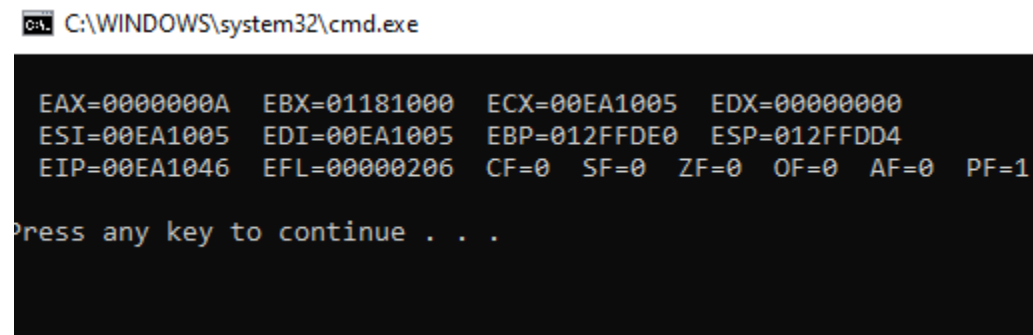 C:\WINDOWS\system32\cmd.exe
EAX=0000000A  EBX=01181000  ECX=00EA1005  EDX=00000000
ESI=00EA1005  EDI=00EA1005  EBP=012FFDE0  ESP=012FFDD4
EIP=00EA1046  EFL=00000206  CF=0  SF=0  ZF=0  OF=0  AF=0  PF=1
Press any key to continue . . .